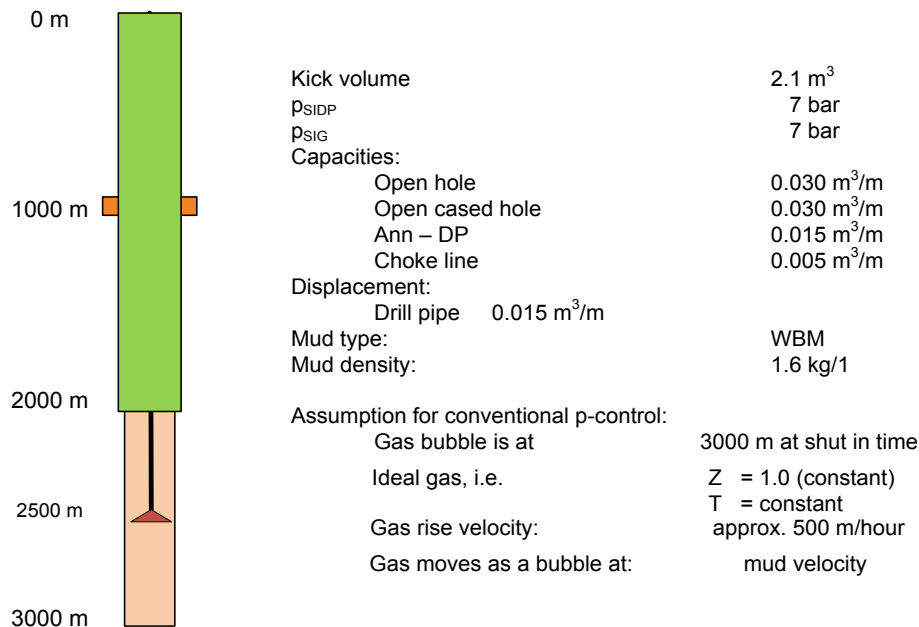 0 m
1000 m
2000 m
2500 m
3000 m
Kick volume 2.1 m³
pSIDP 7 bar
pSIG 7 bar
Capacities:
Open hole 0.030 m³/m
Open cased hole 0.030 m³/m
Ann – DP 0.015 m³/m
Choke line 0.005 m³/m
Displacement:
Drill pipe 0.015 m³/m
Mud type: WBM
Mud density: 1.6 kg/1
Assumption for conventional p-control:
Gas bubble is at 3000 m at shut in time
Ideal gas, i.e. Z = 1.0 (constant)
T = constant
Gas rise velocity: approx. 500 m/hour
Gas moves as a bubble at: mud velocity